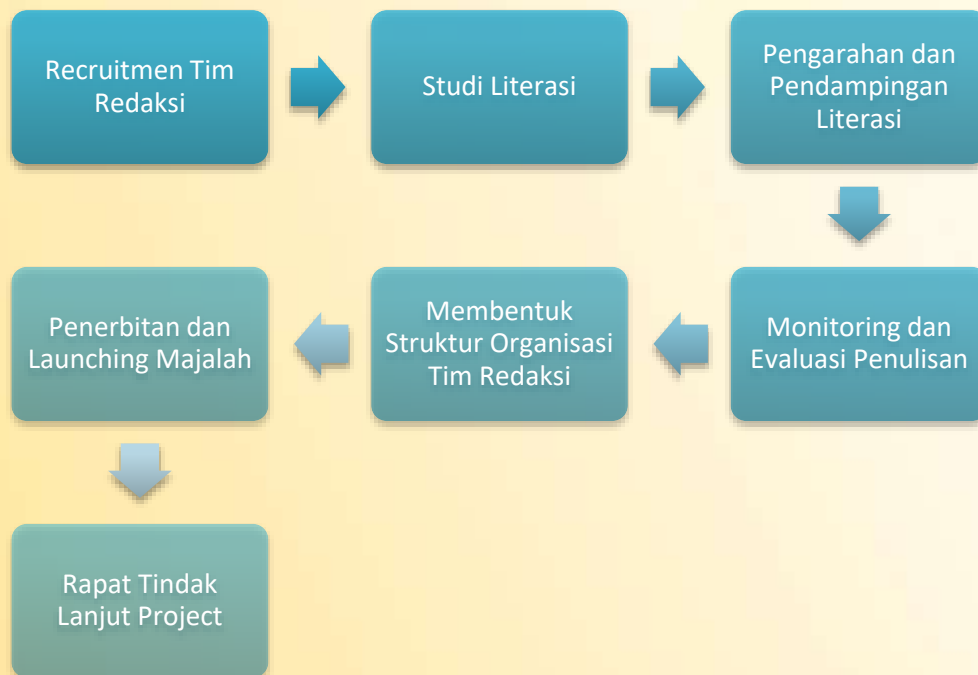 Recruitmen Tim
Redaksi
Studi Literasi
Pengarahan dan
Pendampingan
Literasi
Monitoring dan
Evaluasi Penulisan
Membentuk
Struktur Organisasi
Tim Redaksi
Penerbitan dan
Launching Majalah
Rapat Tindak
Lanjut Project